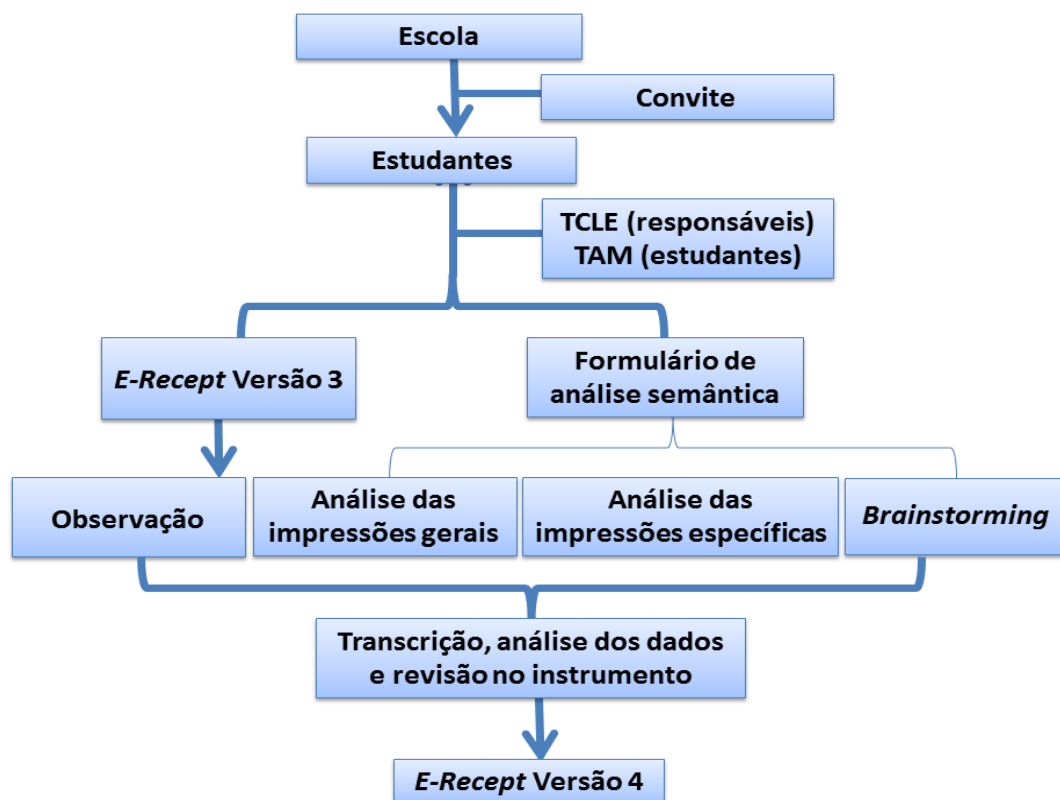 Escola
Convite
Estudantes
TCLE (responsáveis)
TAM (estudantes)
E-Recept Versão 3
Formulário de
análise semântica
Observação
Análise das
impressões gerais
Análise das
impressões específicas
Brainstorming
Transcrição, análise dos dados
e revisão no instrumento
E-Recept Versão 4